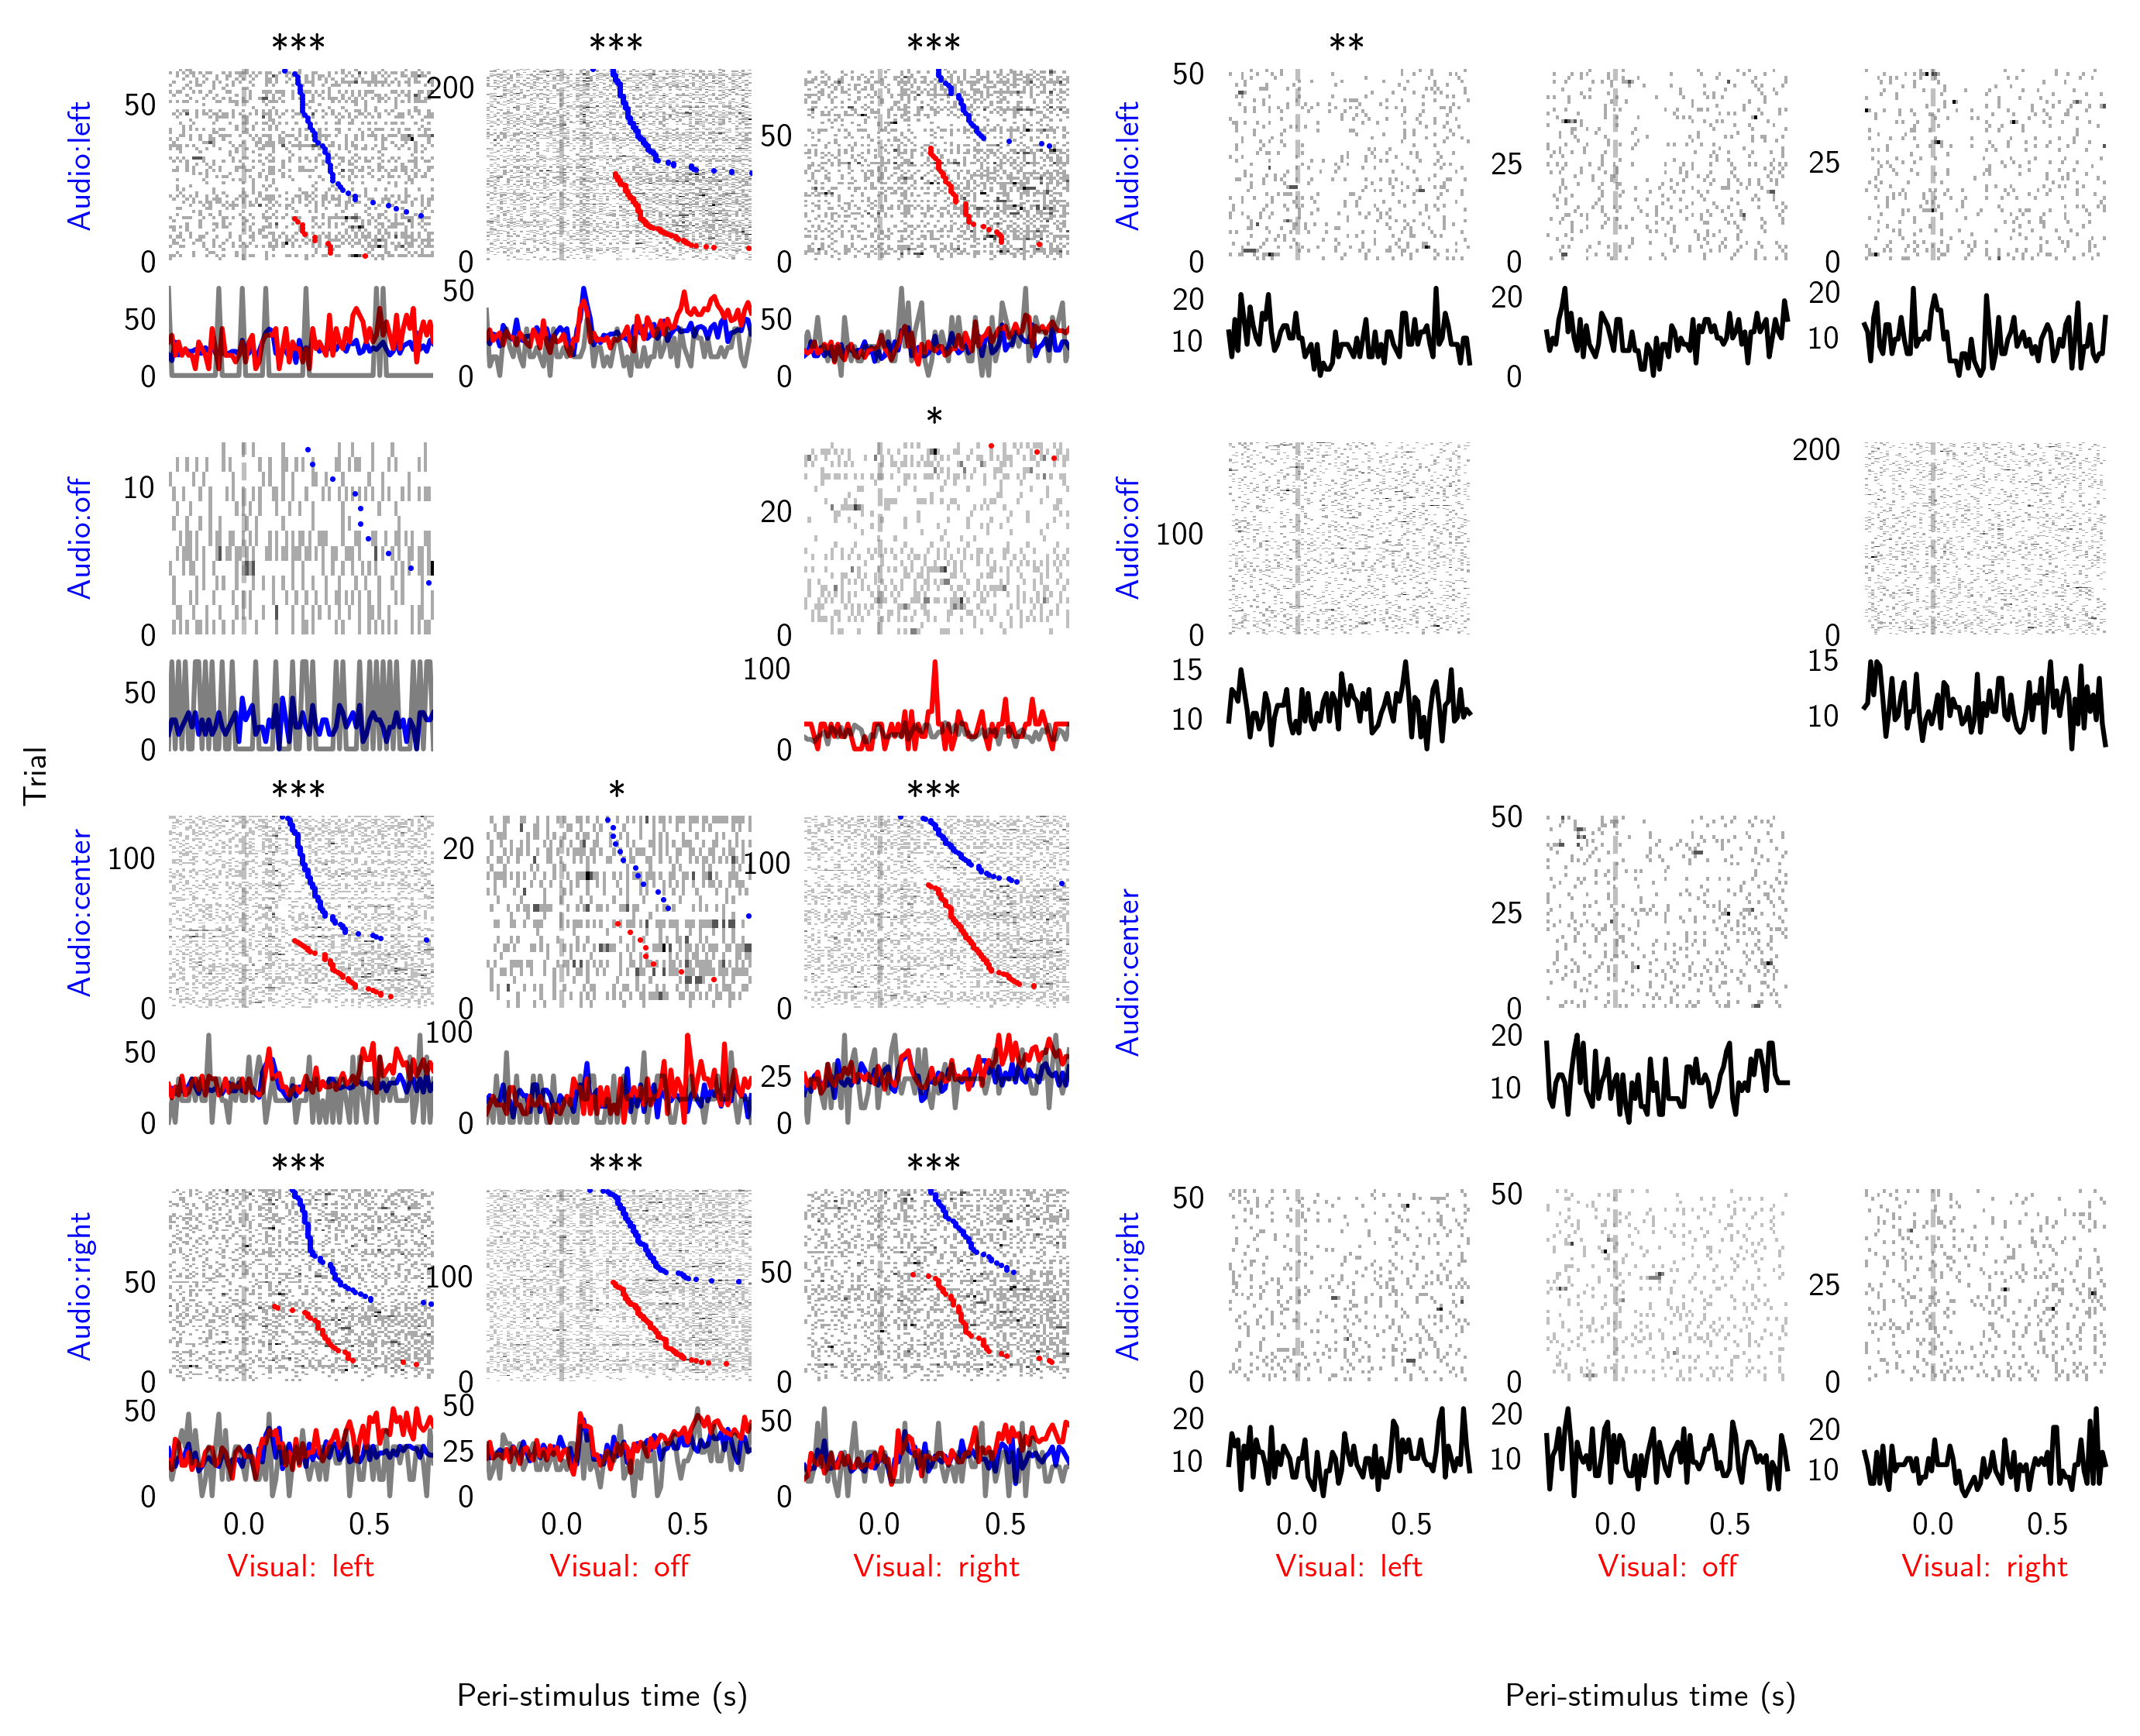 *** *** *** **
Audio:left 50 0 200 0 50 0 Audio:left 50 0 25 0 25 0
50 0 50 0 50 0 20 10 20 0 20 10
*
Audio:off 10 0 20 0 Audio:off 100 0 200 0
50 0 100 0 15 10 15 10
Trial
*** * ***
Audio:center 100 0 20 0 100 0 Audio:center 50 25 0
50 0 100 0 25 0 20 10
*** *** ***
Audio:right 50 0 100 0 50 0 Audio:right 50 0 50 0 25 0
50 0 50 25 0 50 0 20 10 20 10 20 10
0.0 0.5 0.0 0.5 0.0 0.5 0.0 0.5 0.0 0.5 0.0 0.5
Visual: left Visual: off Visual: right Visual: left Visual: off Visual: right
Peri-stimulus time (s) Peri-stimulus time (s)